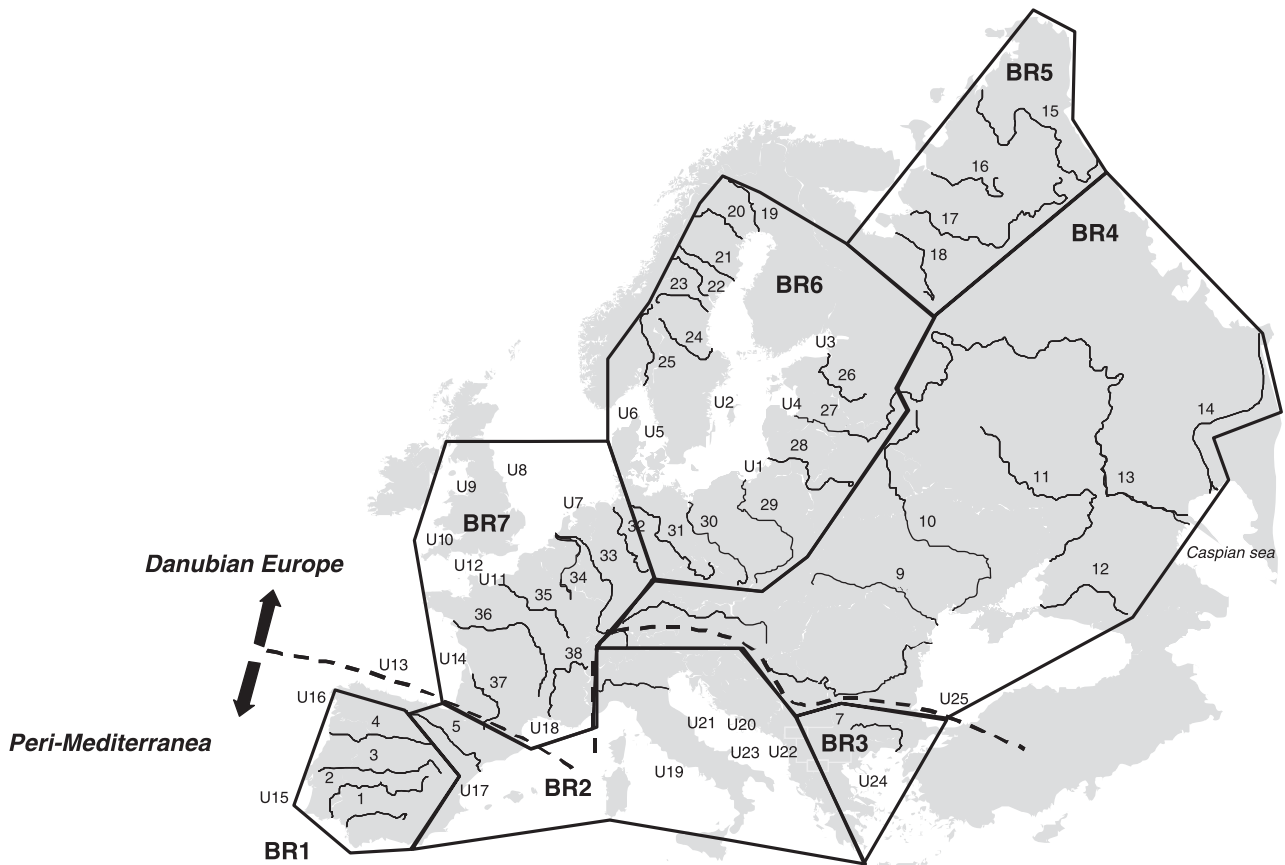 BR5
15
16
20
19
17
BR4
18
21
23
22
BR6
24
U3
25
26
U2
U4
27
U6
14
U5
28
U1
U8
11
13
U9
U7
29
BR7
32
31
30
10
U10
Caspian sea
33
Danubian Europe
U12
U11
34
9
12
35
36
U14
38
U13
37
U16
U25
4
5
U18
U21
U20
7
Peri-Mediterranea
BR3
3
U23
U22
2
U19
U24
U15
1
U17
BR2
BR1